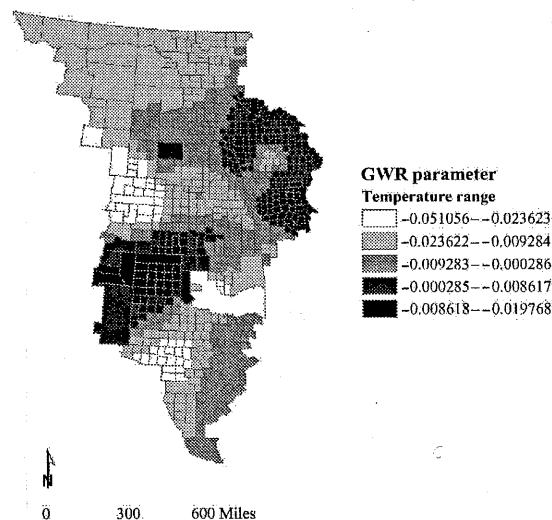 GWR parameter
Temperature range
-0.051056--0.023623
-0.023622--0.009284
-0.009283--0.000286
-0.000285--0.008617
-0.008618--0.019768
N
0 300 600 Miles